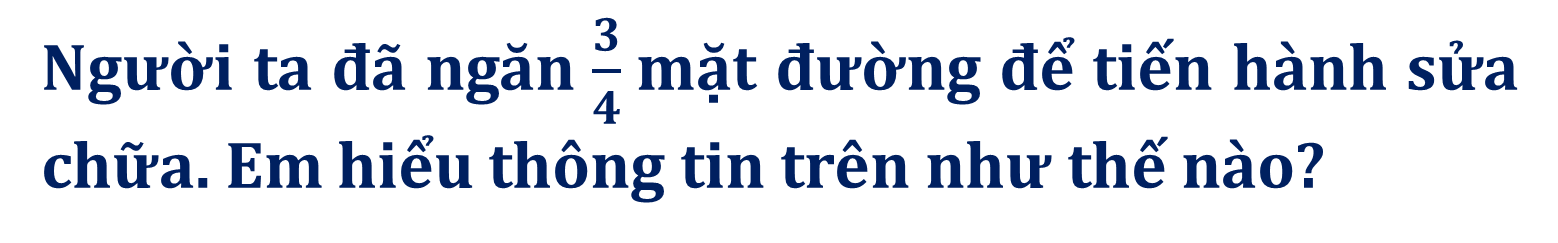 Người ta đã ngăn 3/4 mặt đường để tiến hành sửa
chữa. Em hiểu thông tin trên như thế nào?